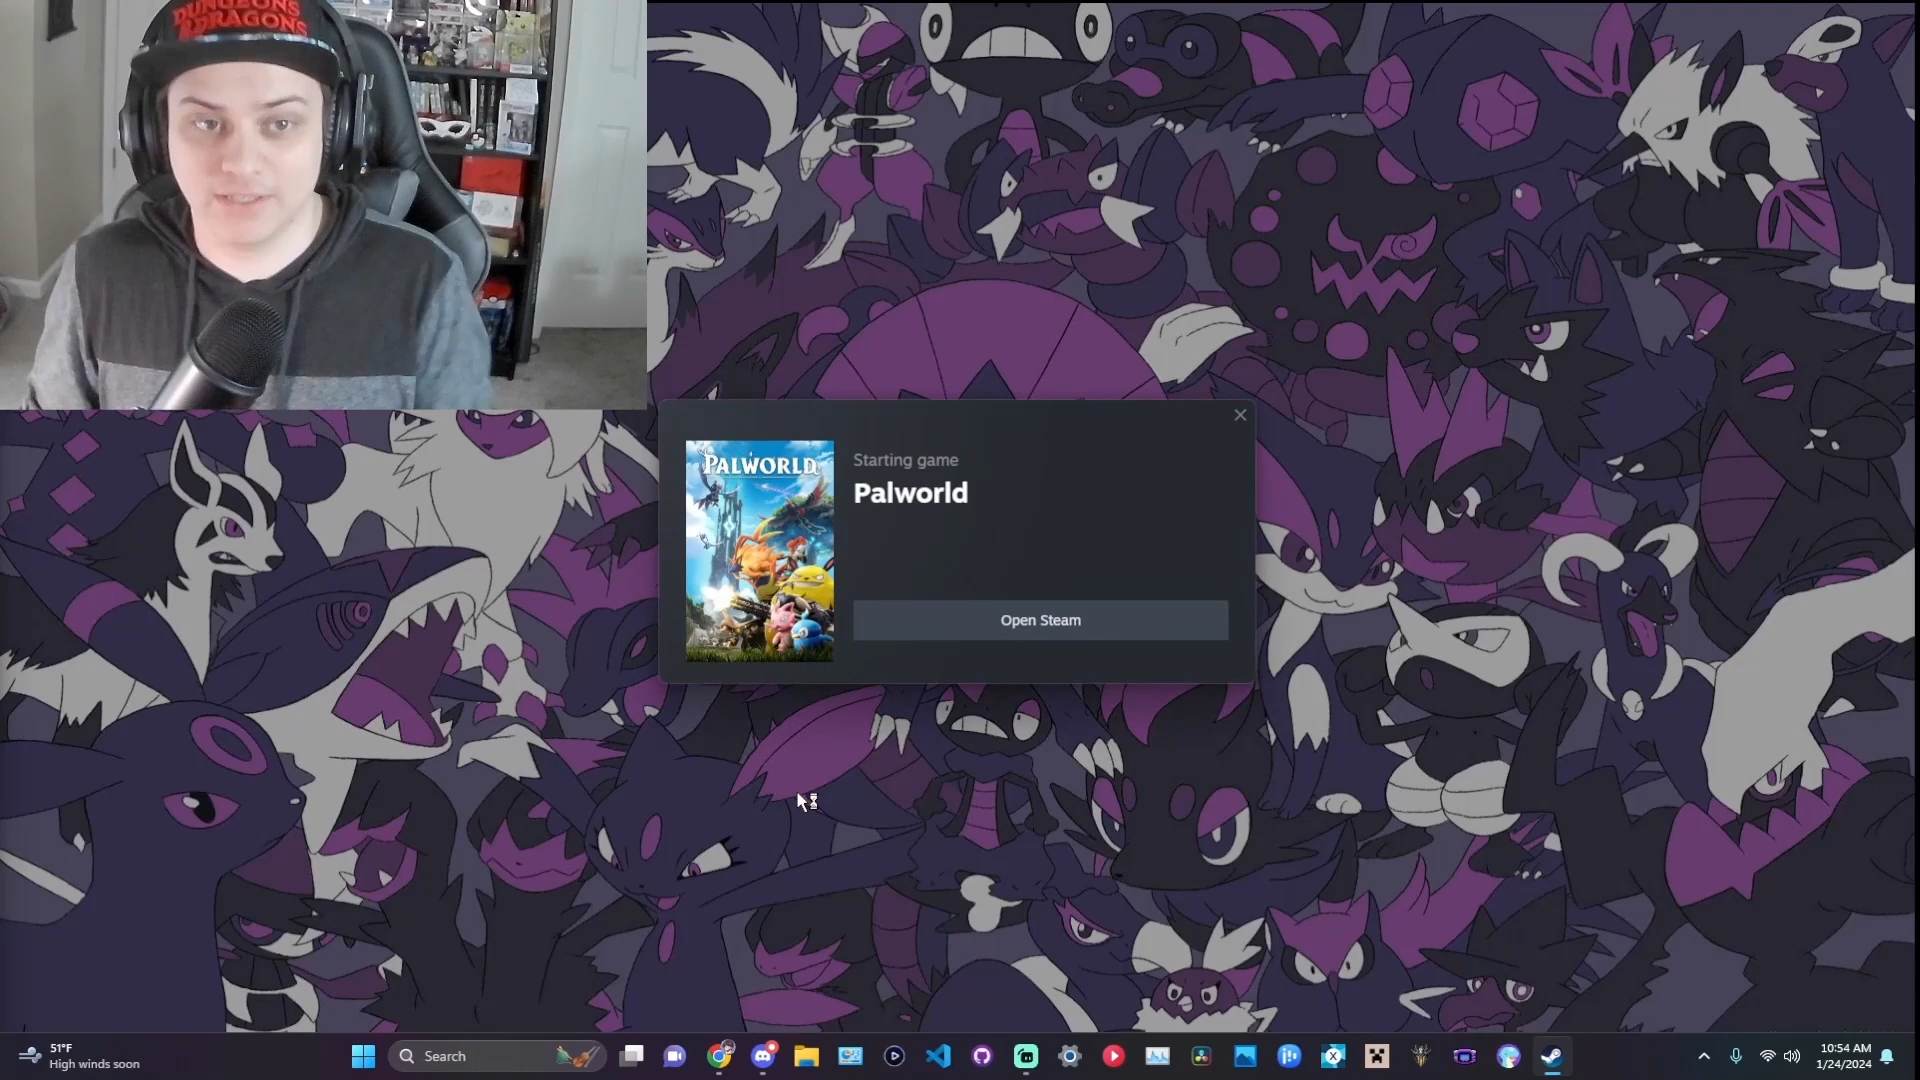 DUNGEONS
& DRAGONS
PALWORLD
Starting game
Palworld
Open Steam
51°F
High winds soon
Search
10:54 AM
1/24/2024